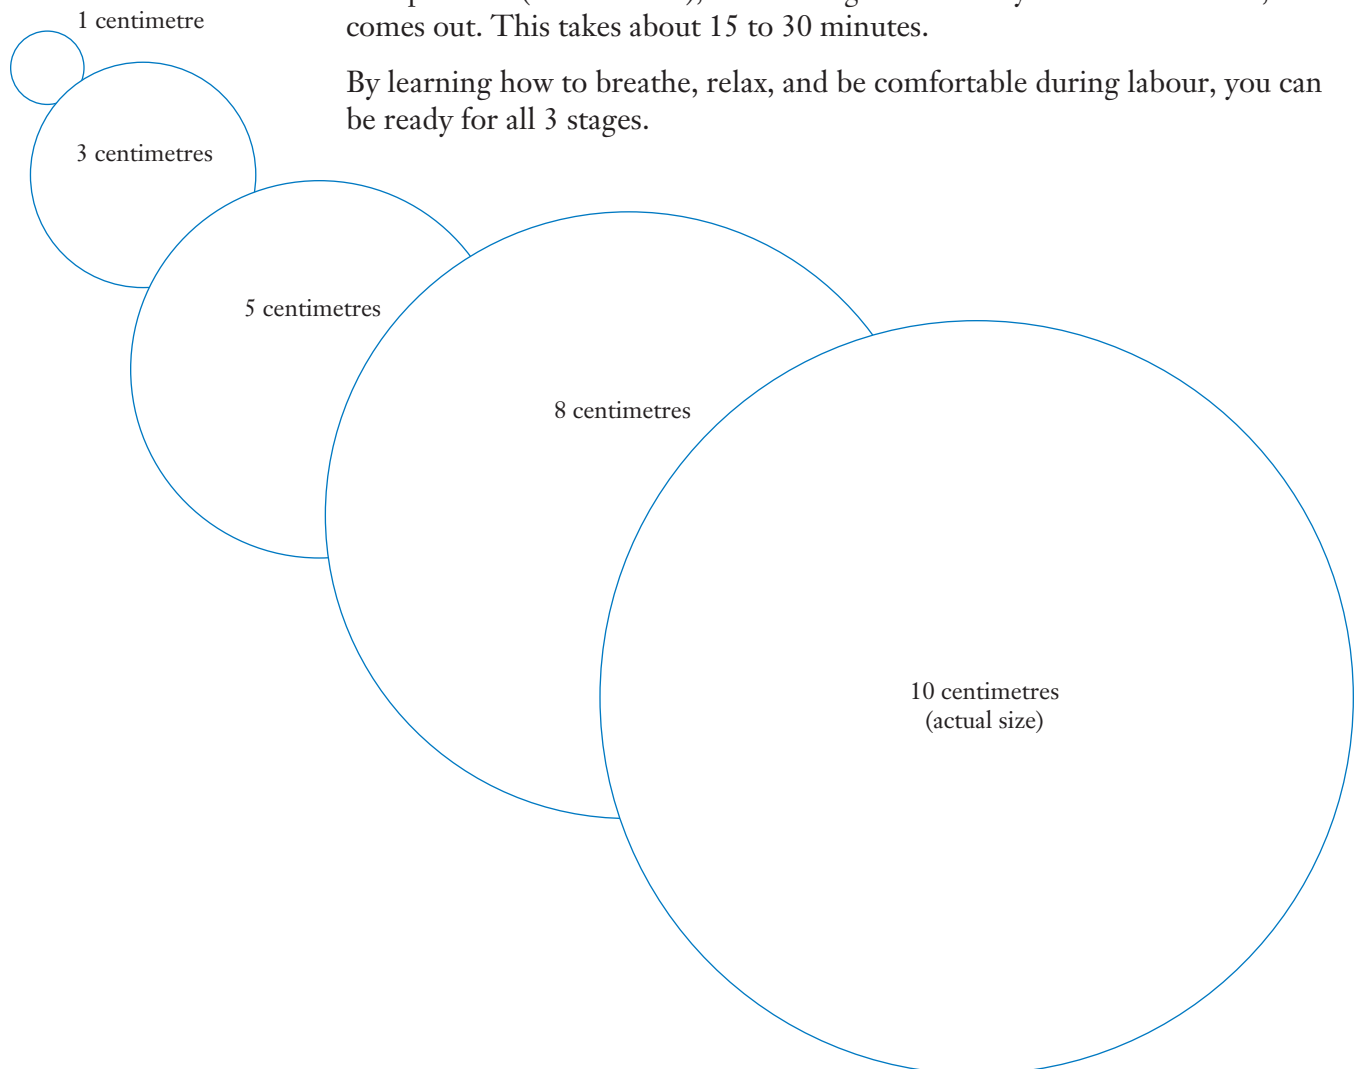 1 centimetre
comes out. This takes about 15 to 30 minutes.
By learning how to breathe, relax, and be comfortable during labour, you can
be ready for all 3 stages.
3 centimetres
5 centimetres
8 centimetres
10 centimetres
(actual size)